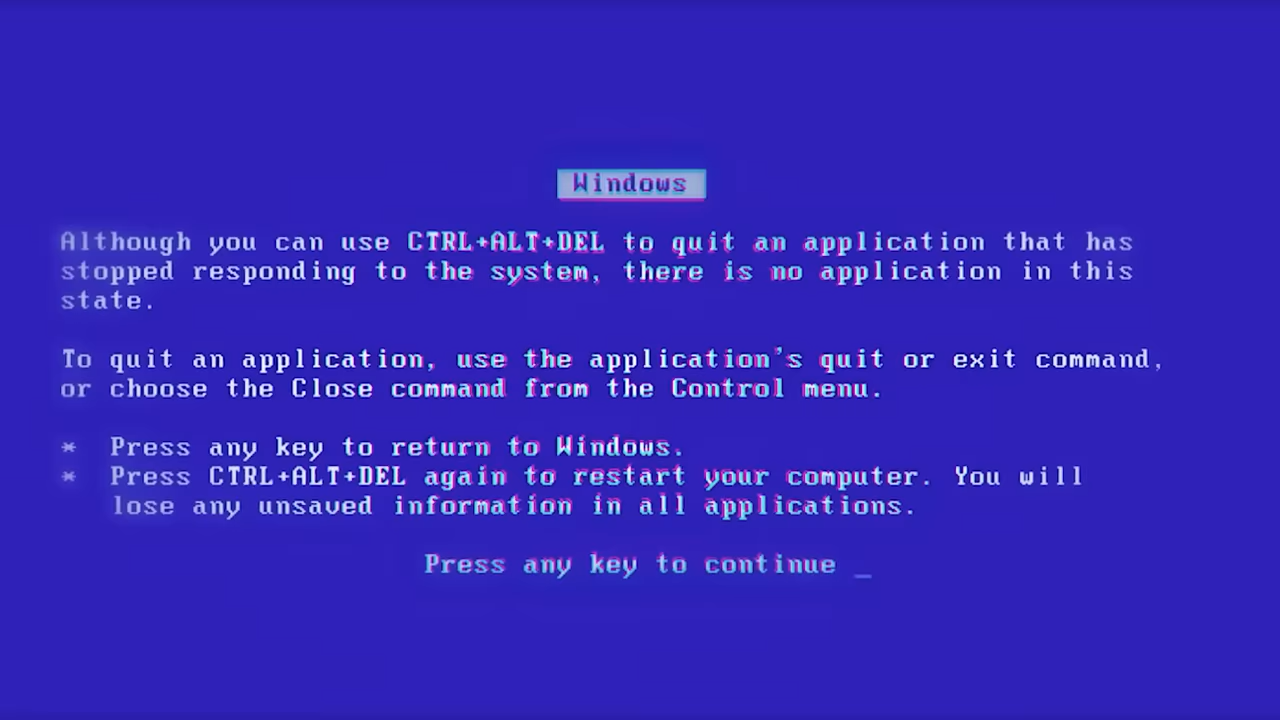 Windows
Although you can use CTRL+ALT+DEL to quit an application that has
stopped responding to the system, there is no application in this
state.
To quit an application, use the application's quit or exit command,
or choose the Close command from the Control menu.
* Press any key to return to Windows.
* Press CTRL+ALT+DEL again to restart your computer. You will
lose any unsaved information in all applications.
Press any key to continue _